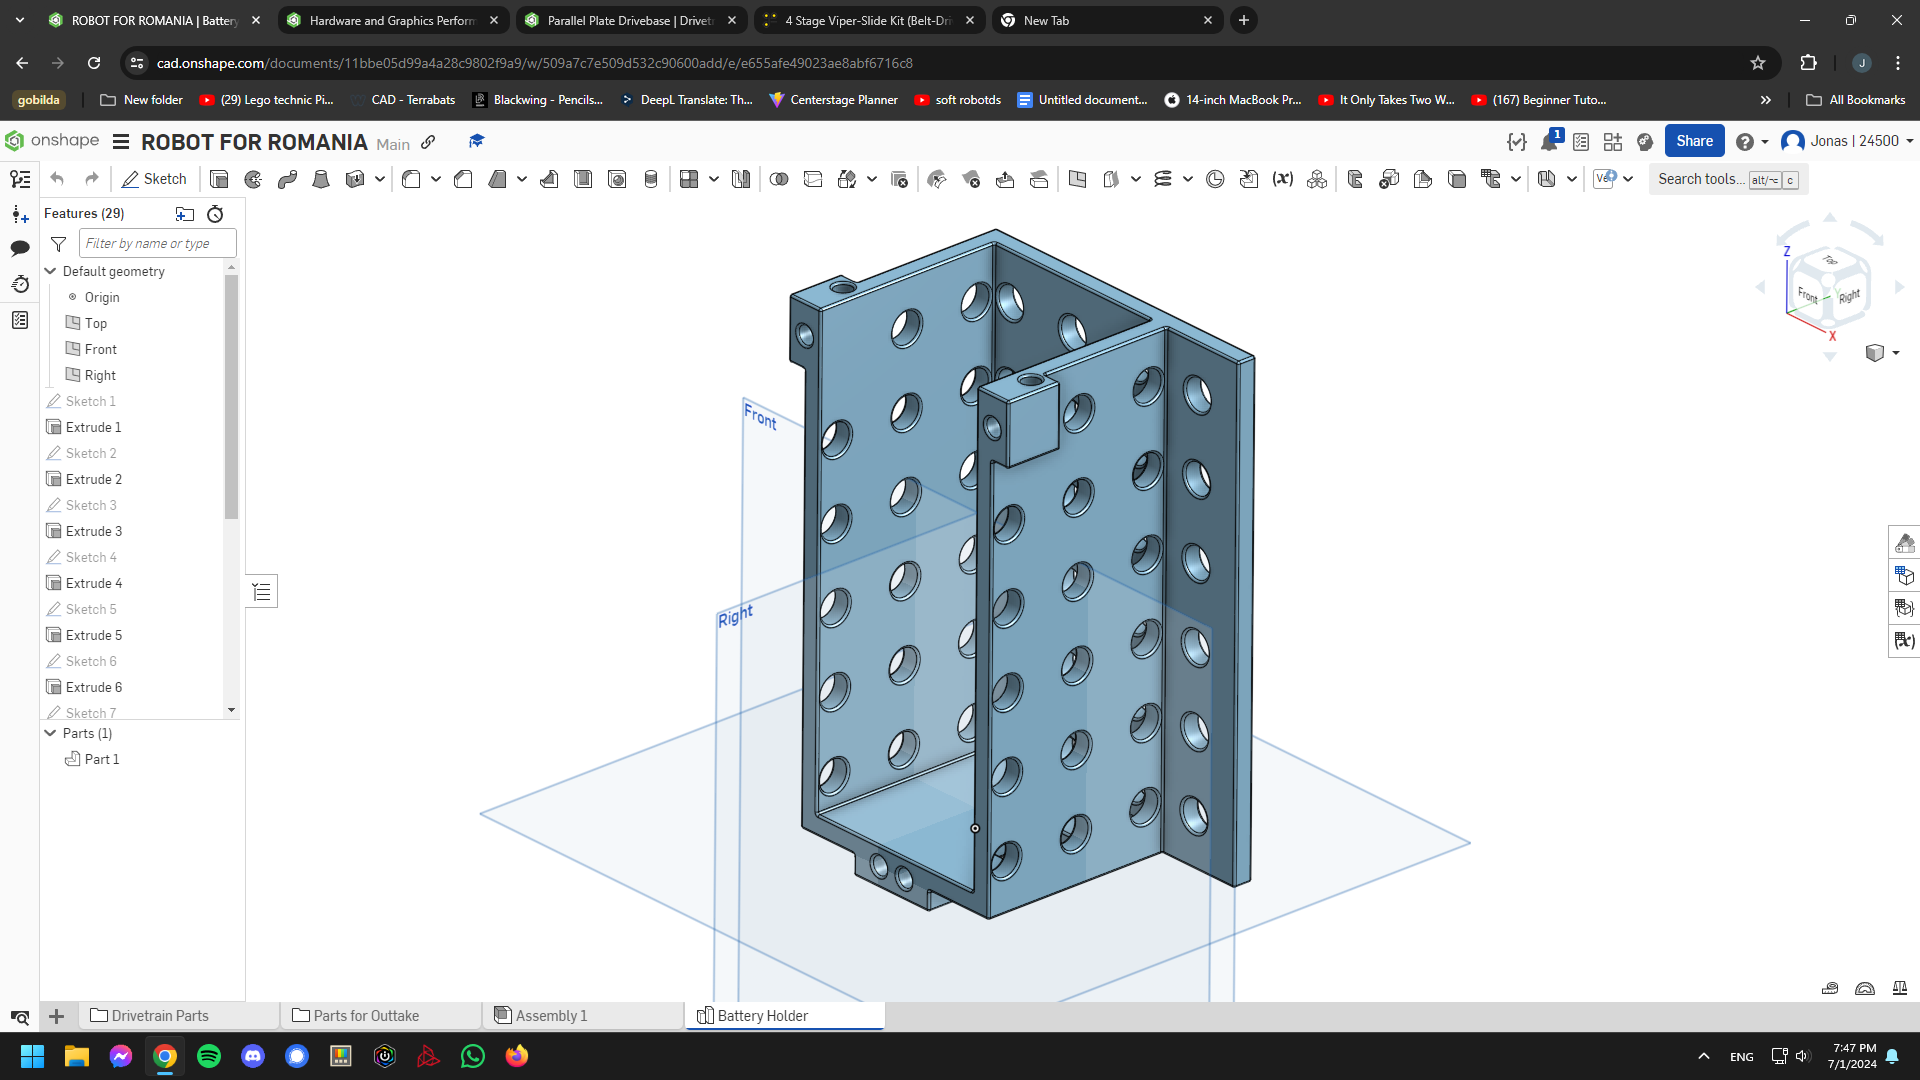 ROBOT FOR ROMANIA | Battery
Hardware and Graphics Perform
Parallel Plate Drivebase | Drivet
4 Stage Viper-Slide Kit (Belt-Dri
New Tab
cad.onshape.com/documents/11bbe05d99a4a28c9802f9a9/w/509a7c7e509d532c90600add/e/e655afe49023ae8abf6716c8
J
gobilda
New folder
(29) Lego technic Pi...
CAD - Terrabats
Blackwing - Pencils...
DeepL Translate: Th...
Centerstage Planner
soft robotds
Untitled document...
14-inch MacBook Pr...
It Only Takes Two W...
(167) Beginner Tuto...
All Bookmarks
onshape
ROBOT FOR ROMANIA Main
1
Share
Jonas | 24500
Sketch
Search tools... alt/⌥ c
Features (29)
Filter by name or type
Default geometry
Origin
Top
Front
Right
Sketch 1
Extrude 1
Sketch 2
Extrude 2
Sketch 3
Extrude 3
Sketch 4
Extrude 4
Sketch 5
Extrude 5
Sketch 6
Extrude 6
Sketch 7
Parts (1)
Part 1
Front
Right
Z
Top
Front
Right
Y
X
Drivetrain Parts
Parts for Outtake
Assembly 1
Battery Holder
ENG
7:47 PM
7/1/2024